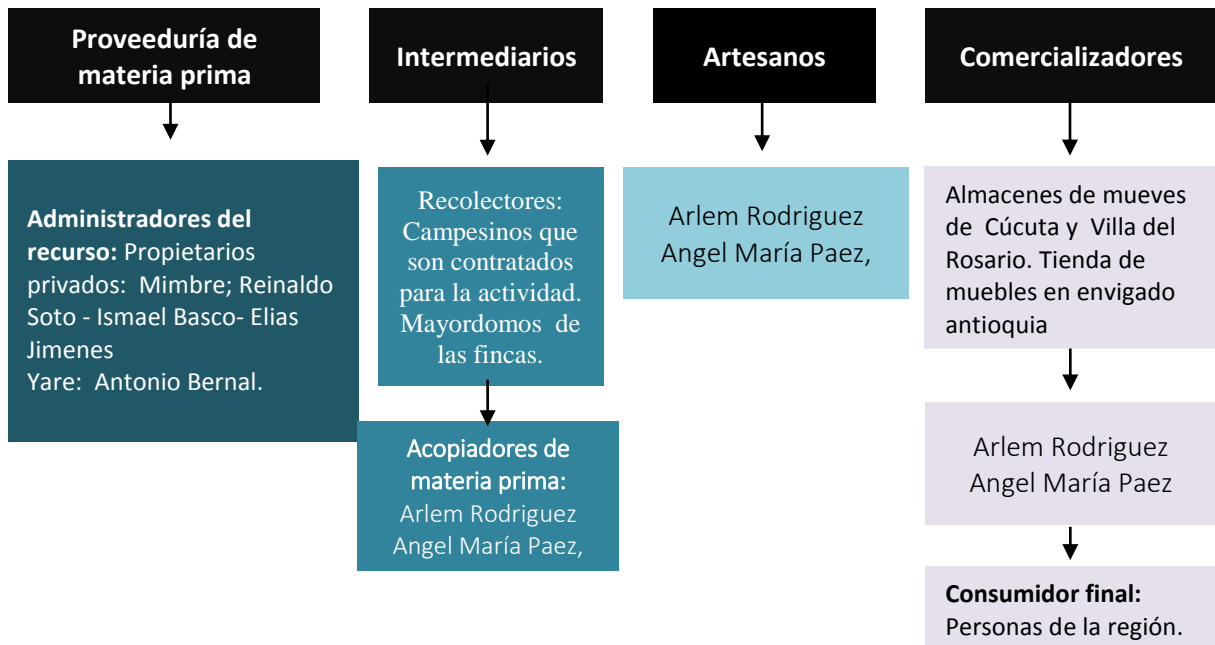 Proveeduría de
materia prima
Administradores del
recurso: Propietarios
privados: Mimbre; Reinaldo
Soto - Ismael Basco- Elias
Jimenes
Yare: Antonio Bernal.
Intermediarios
Recolectores:
Campesinos que
son contratados
para la actividad.
Mayordomos de
las fincas.
Acopiadores de
materia prima:
Arlem Rodriguez
Angel María Paez,
Artesanos
Arlem Rodriguez
Angel María Paez,
Comercializadores
Almacenes de mueves
de Cúcuta y Villa del
Rosario. Tienda de
muebles en envigado
antioquia
Arlem Rodriguez
Angel María Paez
Consumidor final:
Personas de la región.